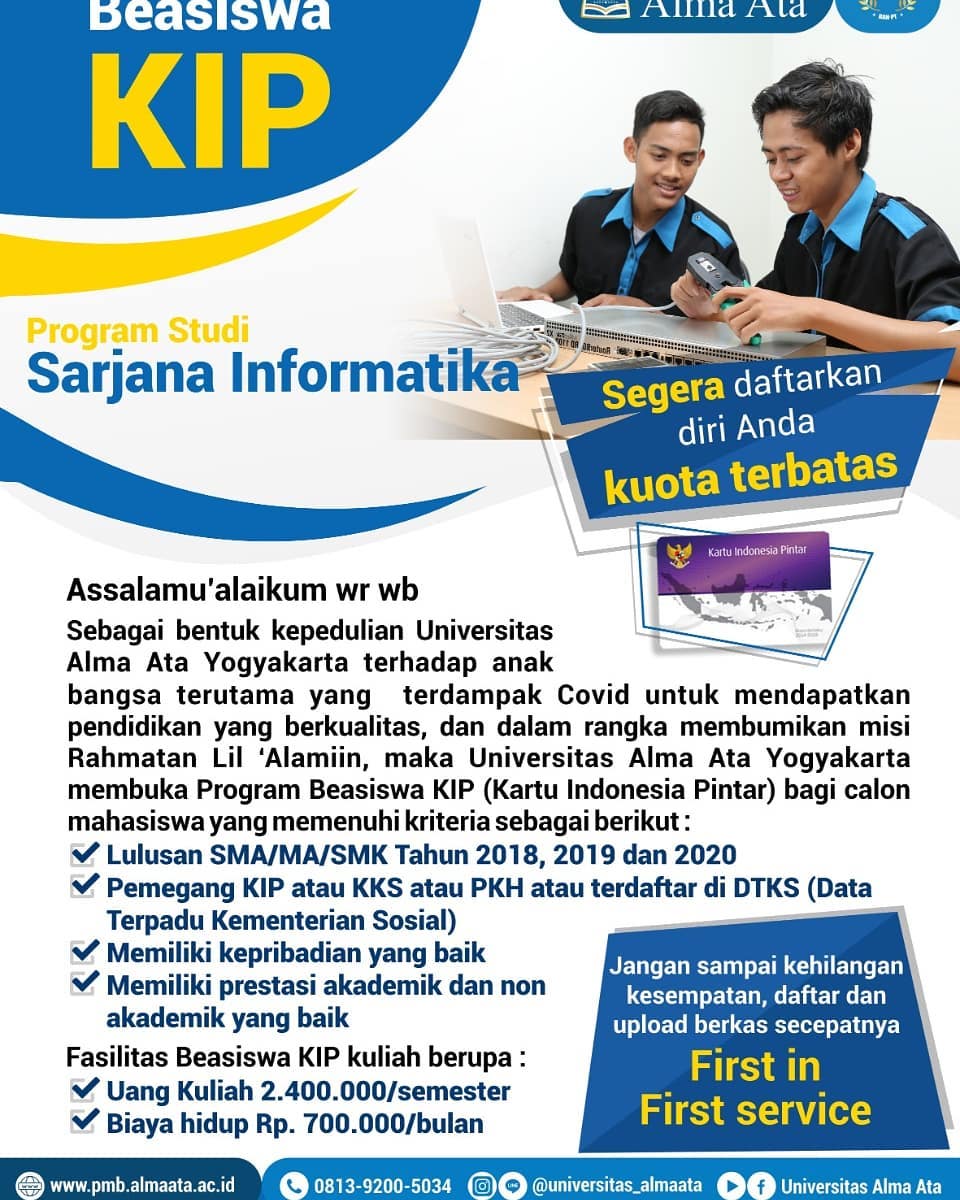 Beasiswa
KIP
Alma Ata
BAN-PT
Program Studi
Sarjana Informatika
Segera daftarkan
diri Anda
kuota terbatas
Kartu Indonesia Pintar
Assalamu’alaikum wr wb
Sebagai bentuk kepedulian Universitas
Alma Ata Yogyakarta terhadap anak
bangsa terutama yang terdampak Covid untuk mendapatkan
pendidikan yang berkualitas, dan dalam rangka membumikan misi
Rahmatan Lil ‘Alamiin, maka Universitas Alma Ata Yogyakarta
membuka Program Beasiswa KIP (Kartu Indonesia Pintar) bagi calon
mahasiswa yang memenuhi kriteria sebagai berikut :
Lulusan SMA/MA/SMK Tahun 2018, 2019 dan 2020
Pemegang KIP atau KKS atau PKH atau terdaftar di DTKS (Data
Terpadu Kementerian Sosial)
Memiliki kepribadian yang baik
Memiliki prestasi akademik dan non
akademik yang baik
Fasilitas Beasiswa KIP kuliah berupa :
Uang Kuliah 2.400.000/semester
Biaya hidup Rp. 700.000/bulan
Jangan sampai kehilangan
kesempatan, daftar dan
upload berkas secepatnya
First in
First service
www.pmb.almaata.ac.id
0813-9200-5034
@universitas_almaata
Universitas Alma Ata